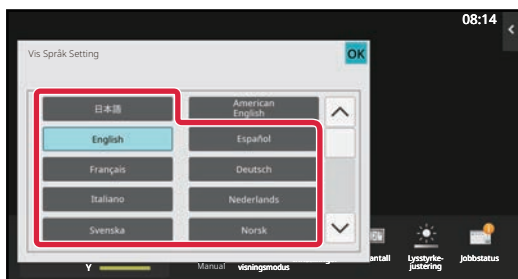 08:14
Vis Språk Setting
OK
日本語
American
English
English
Español
Français
Deutsch
Italiano
Nederlands
Svenska
Norsk
antall
Lysstyrke-
justering
Jobbstatus
Y
Manual
visningsmodus